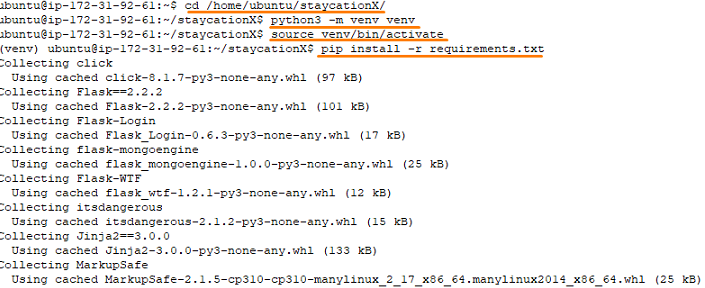 ubuntu@ip-172-31-92-61:~$ cd /home/ubuntu/staycationX/
ubuntu@ip-172-31-92-61:~/staycationX$ python3 -m venv venv
ubuntu@ip-172-31-92-61:~/staycationX$ source venv/bin/activate
(venv) ubuntu@ip-172-31-92-61:~/staycationX$ pip install -r requirements.txt
Collecting click
  Using cached click-8.1.7-py3-none-any.whl (97 kB)
Collecting Flask==2.2.2
  Using cached Flask-2.2.2-py3-none-any.whl (101 kB)
Collecting Flask-Login
  Using cached Flask_Login-0.6.3-py3-none-any.whl (17 kB)
Collecting flask-mongoengine
  Using cached flask_mongoengine-1.0.0-py3-none-any.whl (25 kB)
Collecting Flask-WTF
  Using cached flask_wtf-1.2.1-py3-none-any.whl (12 kB)
Collecting itsdangerous
  Using cached itsdangerous-2.1.2-py3-none-any.whl (15 kB)
Collecting Jinja2==3.0.0
  Using cached Jinja2-3.0.0-py3-none-any.whl (133 kB)
Collecting MarkupSafe
  Using cached MarkupSafe-2.1.5-cp310-cp310-manylinux_2_17_x86_64.manylinux2014_x86_64.whl (25 kB)